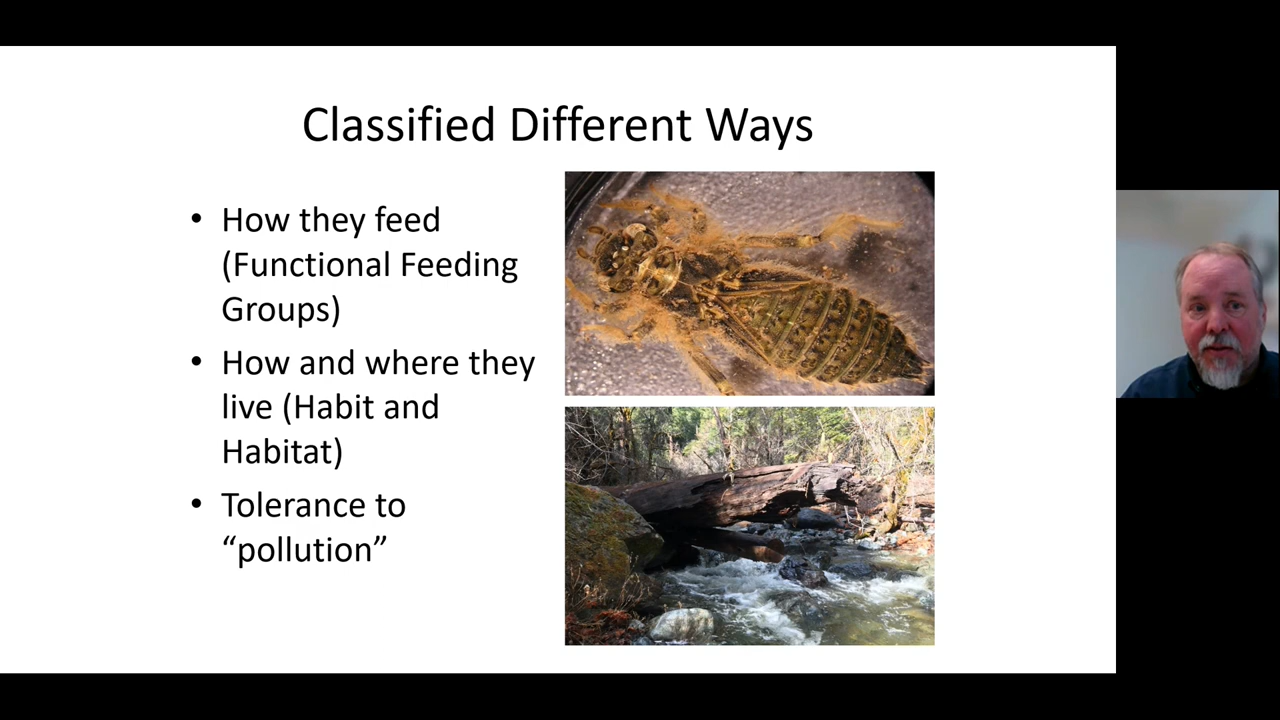 Classified Different Ways
• How they feed
(Functional Feeding
Groups)
• How and where they
live (Habit and
Habitat)
• Tolerance to
“pollution”